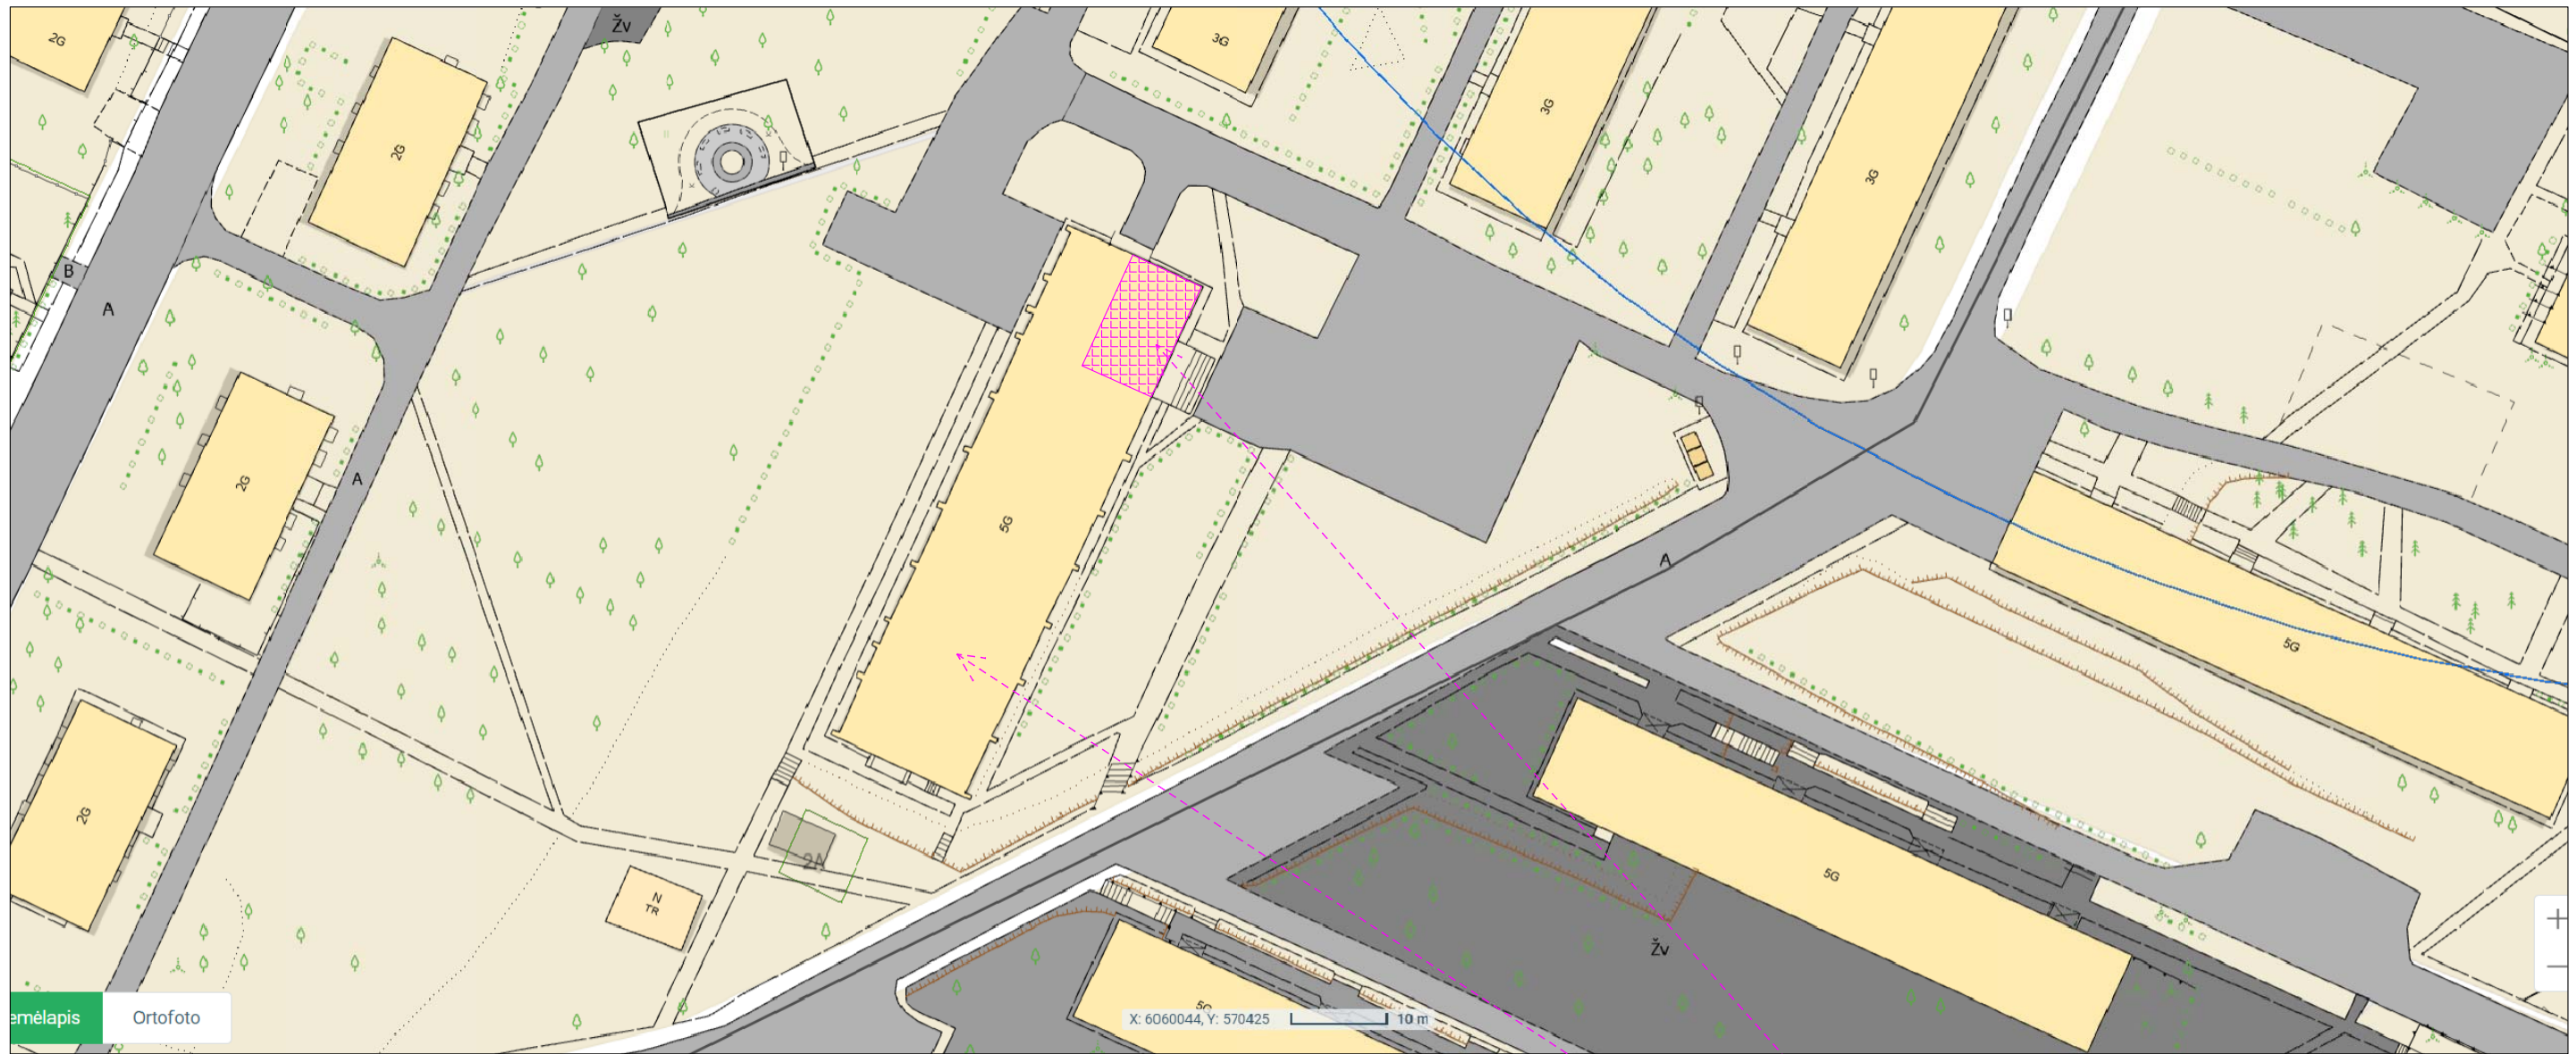 Žv
2G
3G
2G
3G
3G
B
A
A
2G
5G
A
5G
2G
2A
5G
N
TR
Žv
5G
emėlapis
Ortofoto
X: 6060044, Y: 570425
10 m
+
−